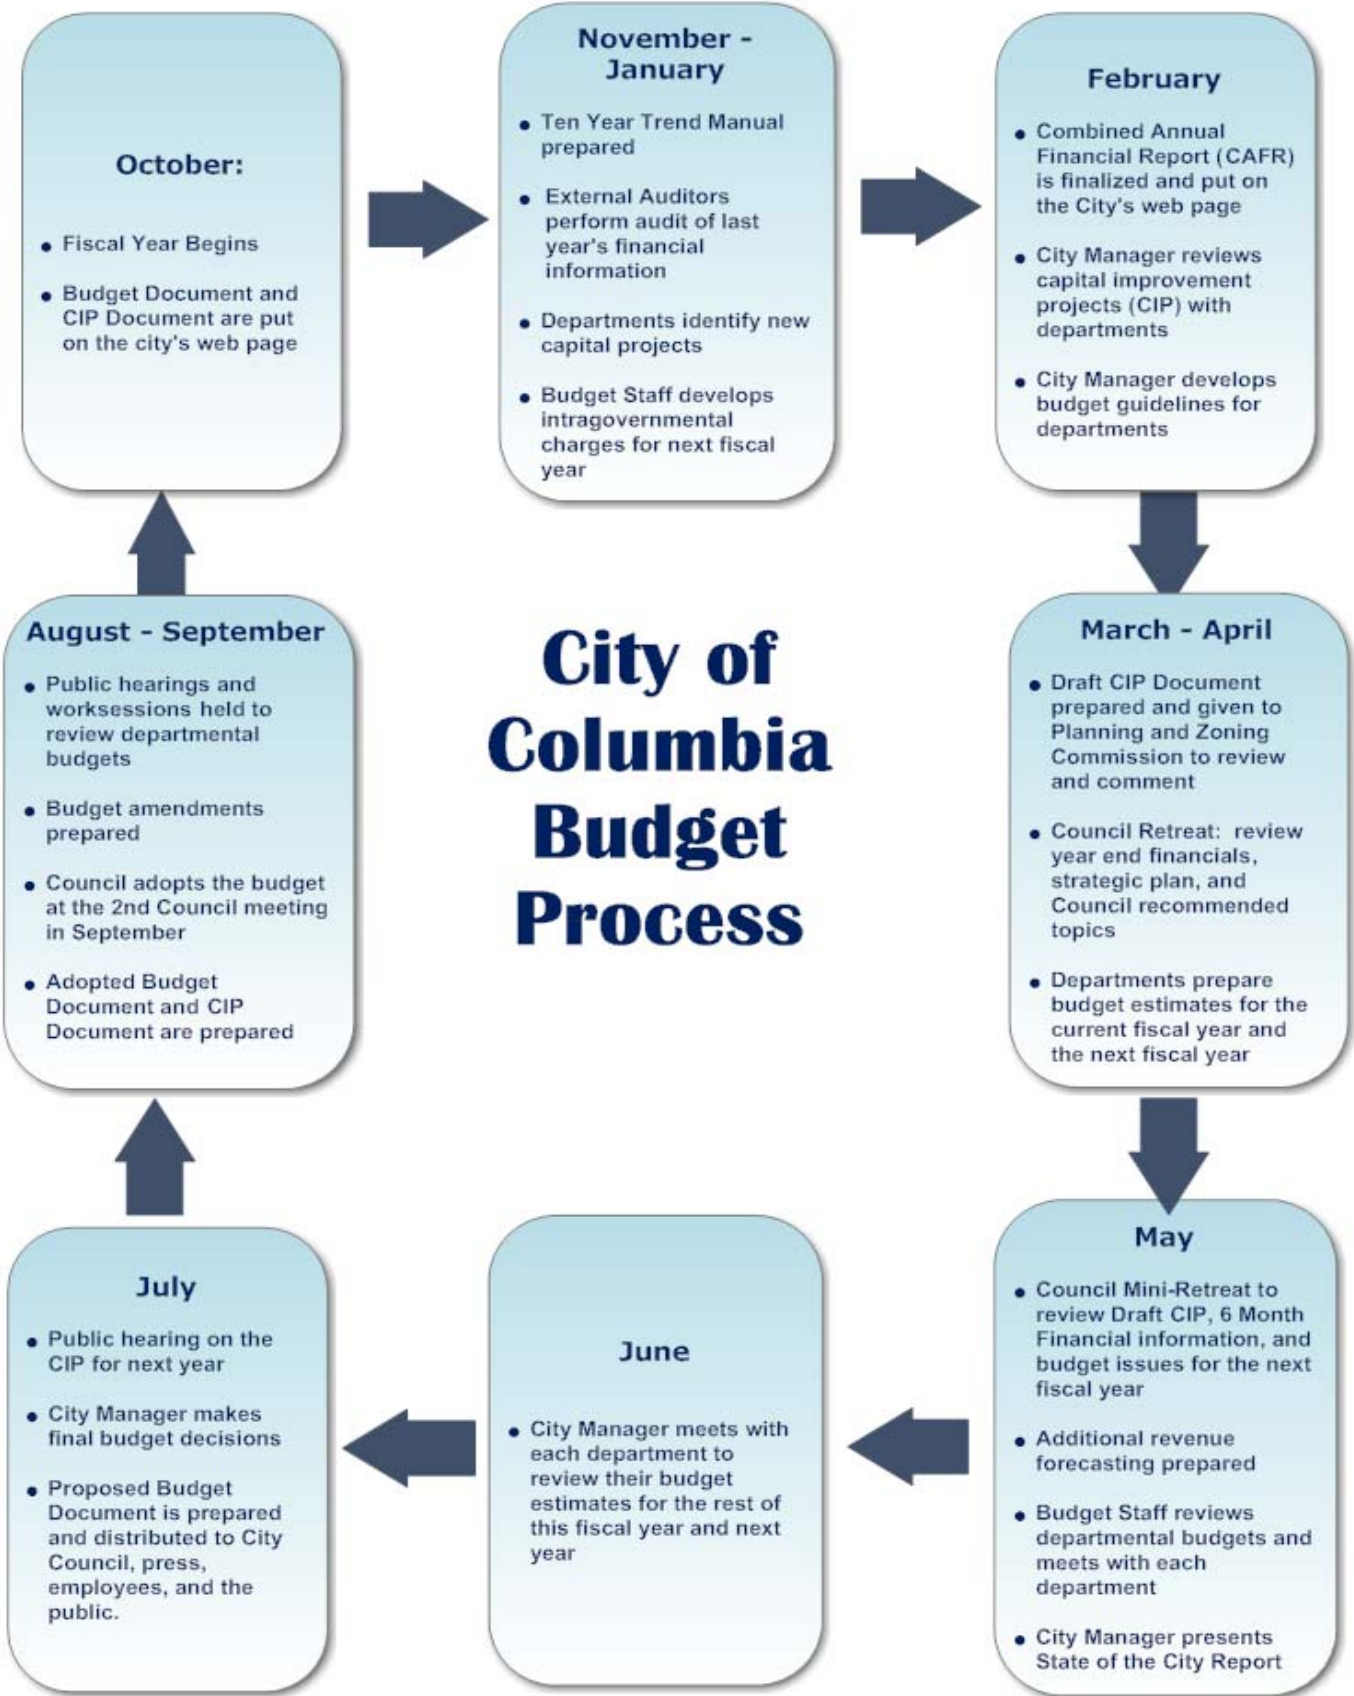 October:
• Fiscal Year Begins
• Budget Document and
CIP Document are put
on the city's web page
November -
January
• Ten Year Trend Manual
prepared
• External Auditors
perform audit of last
year's financial
information
• Departments identify new
capital projects
• Budget Staff develops
intragovernmental
charges for next fiscal
year
February
• Combined Annual
Financial Report (CAFR)
is finalized and put on
the City's web page
• City Manager reviews
capital improvement
projects (CIP) with
departments
• City Manager develops
budget guidelines for
departments
August - September
• Public hearings and
worksessions held to
review departmental
budgets
• Budget amendments
prepared
• Council adopts the budget
at the 2nd Council meeting
in September
• Adopted Budget
Document and CIP
Document are prepared
City of
Columbia
Budget
Process
March - April
• Draft CIP Document
prepared and given to
Planning and Zoning
Commission to review
and comment
• Council Retreat: review
year end financials,
strategic plan, and
Council recommended
topics
• Departments prepare
budget estimates for the
current fiscal year and
the next fiscal year
July
• Public hearing on the
CIP for next year
• City Manager makes
final budget decisions
• Proposed Budget
Document is prepared
and distributed to City
Council, press,
employees, and the
public.
June
• City Manager meets with
each department to
review their budget
estimates for the rest of
this fiscal year and next
year
May
• Council Mini-Retreat to
review Draft CIP, 6 Month
Financial information, and
budget issues for the next
fiscal year
• Additional revenue
forecasting prepared
• Budget Staff reviews
departmental budgets and
meets with each
department
• City Manager presents
State of the City Report